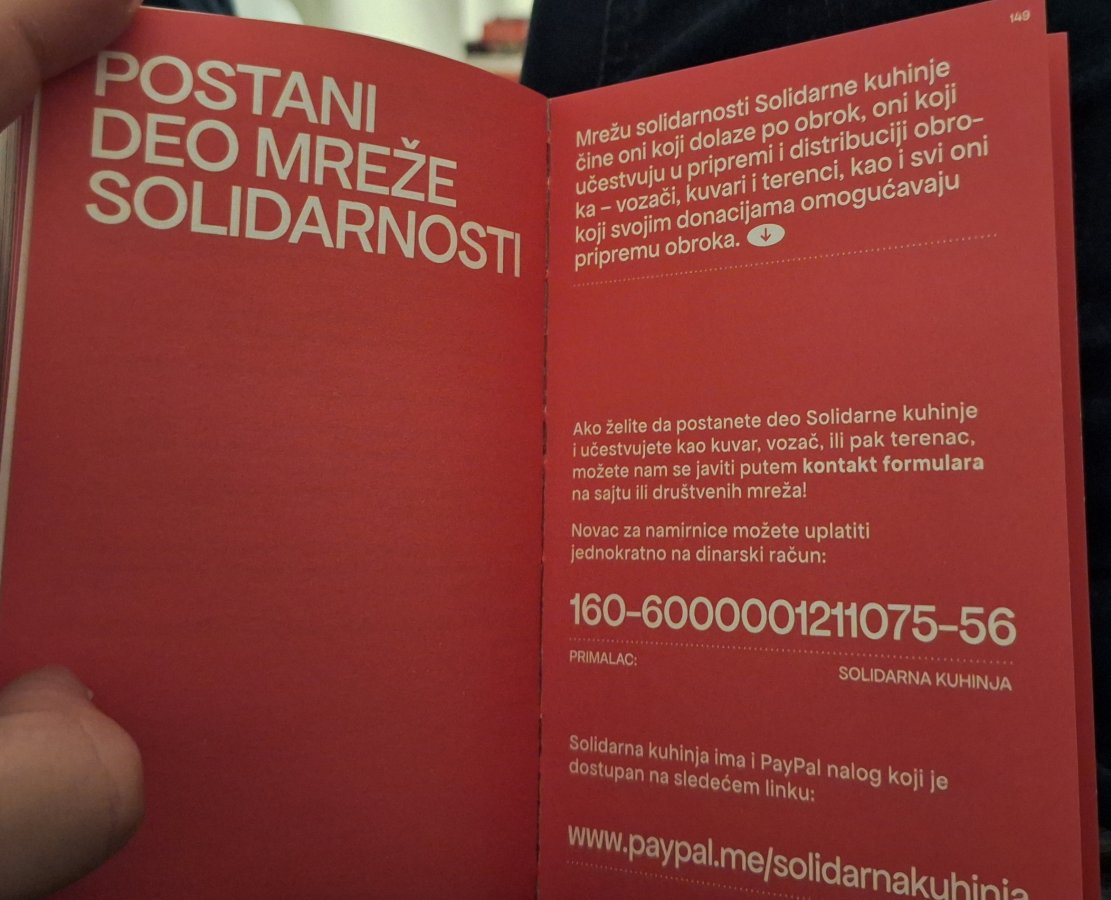 POSTANI
DEO MREŽE
SOLIDARNOSTI
149
Mrežu solidarnosti Solidarne kuhinje
čine oni koji dolaze po obrok, oni koji
učestvuju u pripremi i distribuciji obro–
ka – vozači, kuvari i terenci, kao i svi oni
koji svojim donacijama omogućavaju
pripremu obroka.
Ako želite da postanete deo Solidarne kuhinje
i učestvujete kao kuvar, vozač, ili pak terenac,
možete nam se javiti putem kontakt formulara
na sajtu ili društvenih mreža!
Novac za namirnice možete uplatiti
jednokratno na dinarski račun:
160–6000001211075–56
PRIMALAC:
SOLIDARNA KUHINJA
Solidarna kuhinja ima i PayPal nalog koji je
dostupan na sledećem linku:
www.paypal.me/solidarnakuhinja